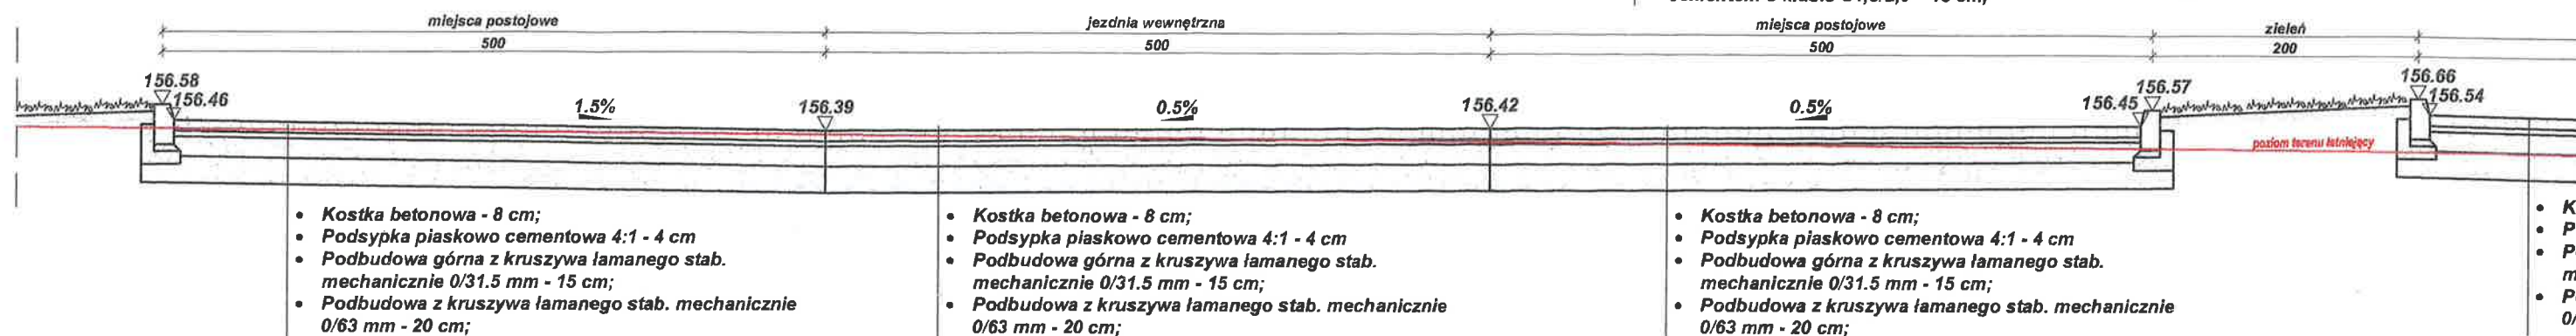 miejsca postojowe
jezdnia wewnętrzna
miejsca postojowe
zieleń
500
500
500
200
156.58
156.46
1.5%
156.39
0.5%
156.42
0.5%
156.45
156.57
156.66
156.54
poziom terenu istniejący
• Kostka betonowa - 8 cm;
• Podsypka piaskowo cementowa 4:1 - 4 cm
• Podbudowa górna z kruszywa łamanego stab.
mechanicznie 0/31.5 mm - 15 cm;
• Podbudowa z kruszywa łamanego stab. mechanicznie
0/63 mm - 20 cm;
• Kostka betonowa - 8 cm;
• Podsypka piaskowo cementowa 4:1 - 4 cm
• Podbudowa górna z kruszywa łamanego stab.
mechanicznie 0/31.5 mm - 15 cm;
• Podbudowa z kruszywa łamanego stab. mechanicznie
0/63 mm - 20 cm;
• Kostka betonowa - 8 cm;
• Podsypka piaskowo cementowa 4:1 - 4 cm
• Podbudowa górna z kruszywa łamanego stab.
mechanicznie 0/31.5 mm - 15 cm;
• Podbudowa z kruszywa łamanego stab. mechanicznie
0/63 mm - 20 cm;